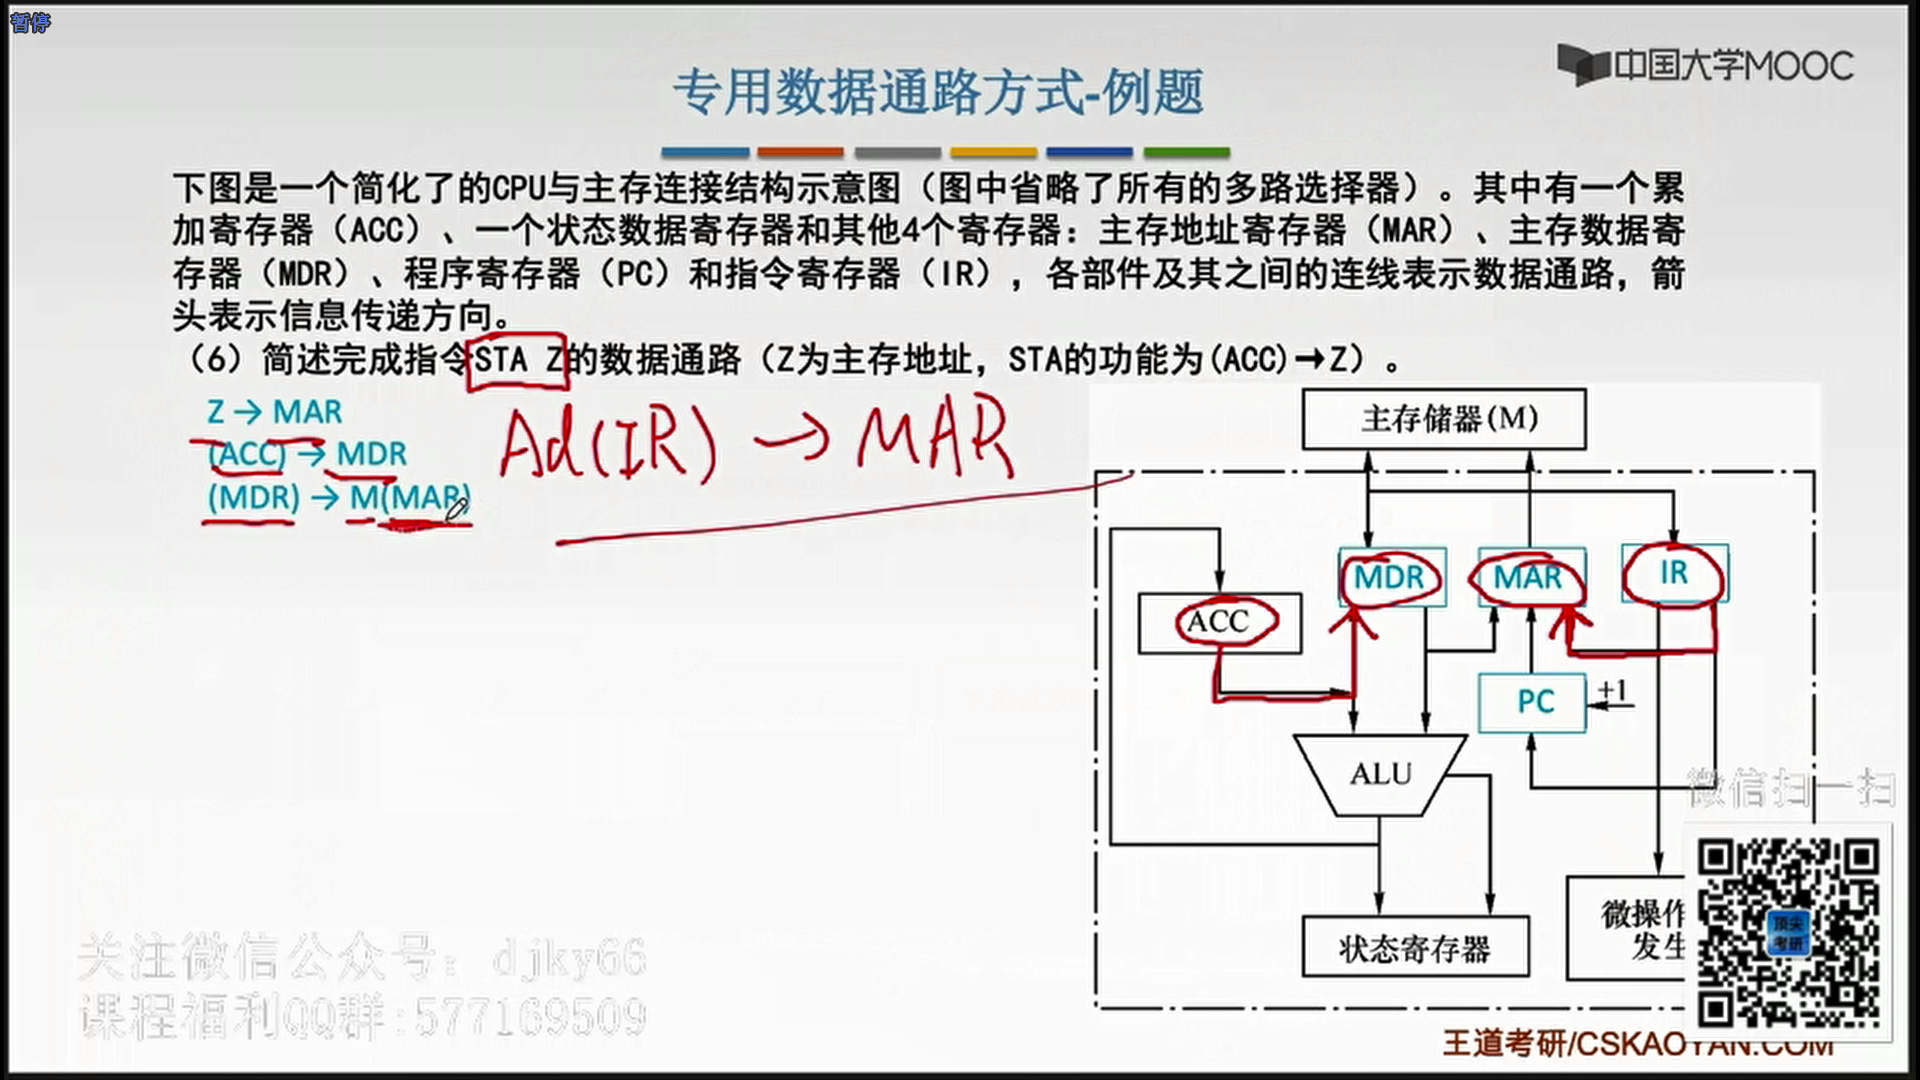 暂停
中国大学MOOC
专用数据通路方式-例题
下图是一个简化了的CPU与主存连接结构示意图（图中省略了所有的多路选择器）。其中有一个累
加寄存器（ACC）、一个状态数据寄存器和其他4个寄存器：主存地址寄存器（MAR）、主存数据寄
存器（MDR）、程序寄存器（PC）和指令寄存器（IR），各部件及其之间的连线表示数据通路，箭
头表示信息传递方向。
（6）简述完成指令STA Z的数据通路（Z为主存地址，STA的功能为(ACC)→Z）。
Z → MAR
(ACC) → MDR
(MDR) → M(MAR)
Ad(IR) → MAR
主存储器(M)
MDR
MAR
IR
ACC
PC
+1
ALU
状态寄存器
微操作
发生
微信扫一扫
顶尖
考研
关注微信公众号：djky66
课程福利QQ群:577169509
王道考研/CSKAOYAN.COM